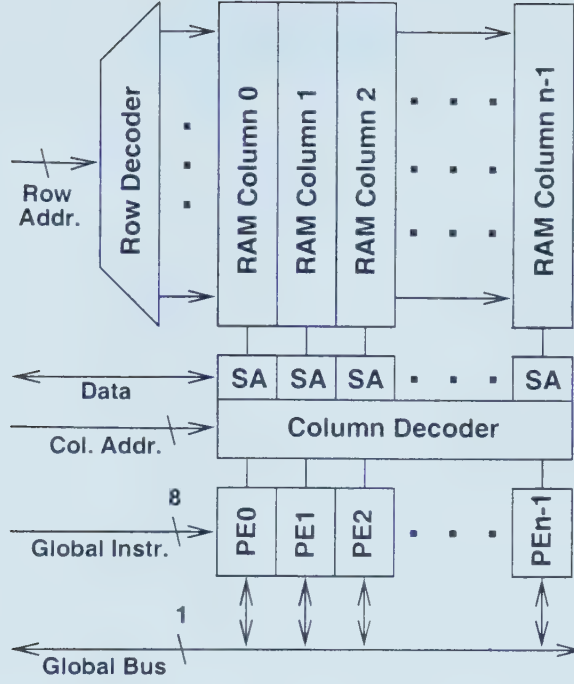 Row Decoder
RAM Column 0
RAM Column 1
RAM Column 2
RAM Column n-1
Row
Addr.
SA
SA
SA
SA
Data
Column Decoder
Col. Addr.
8
PE0
PE1
PE2
PEn-1
Global Instr.
1
Global Bus